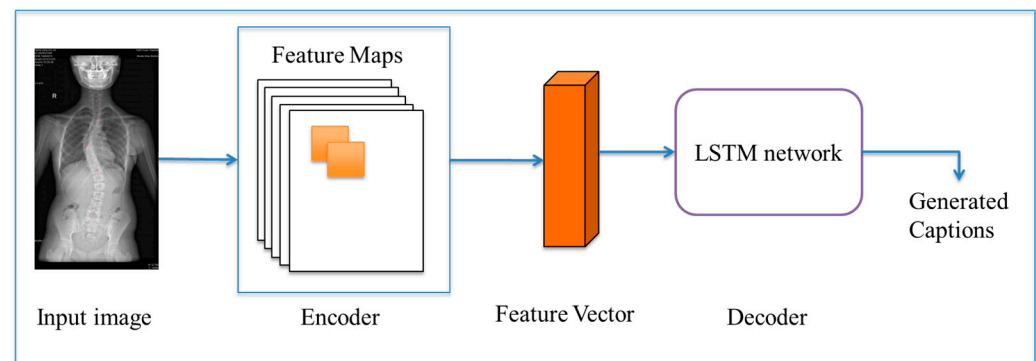 Feature Maps
R
LSTM network
Generated
Captions
Input image
Encoder
Feature Vector
Decoder